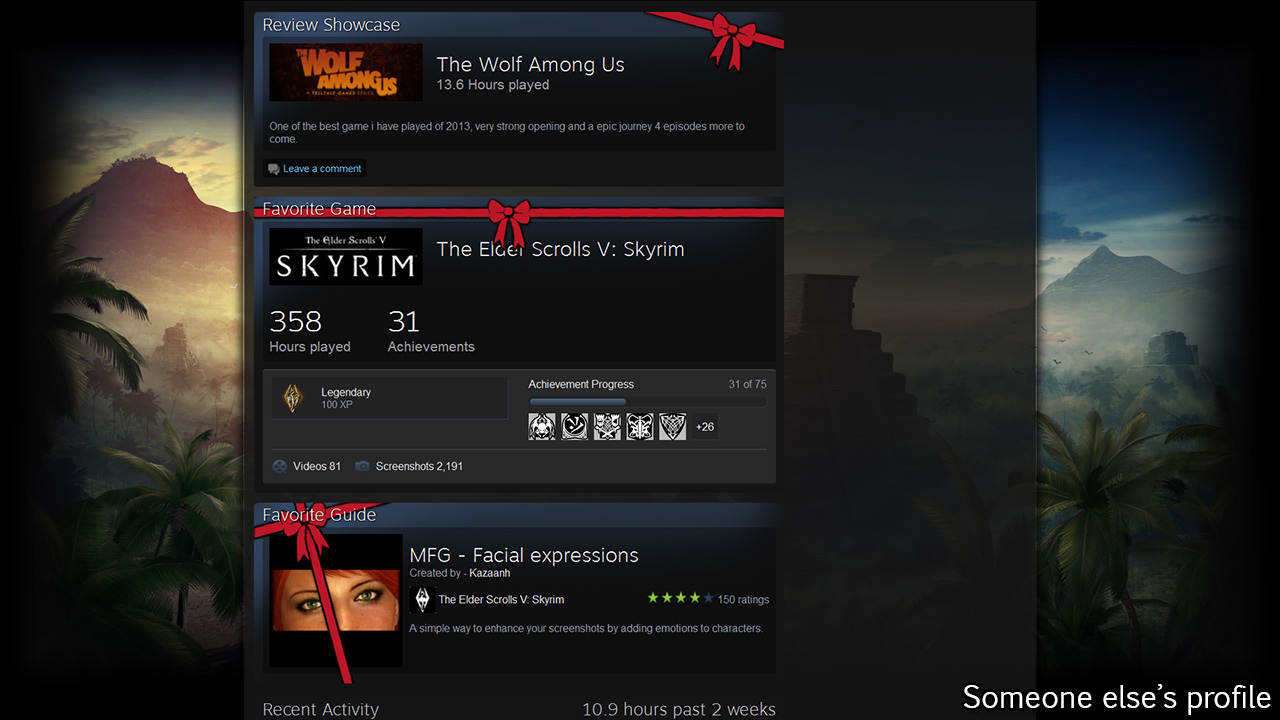 Review Showcase
THE WOLF AMONG US
A TELLTALE GAMES SERIES
The Wolf Among Us
13.6 Hours played
One of the best game i have played of 2013, very strong opening and a epic journey 4 episodes more to
come.
Leave a comment
Favorite Game
The Elder Scrolls V
SKYRIM
The Elder Scrolls V: Skyrim
358
Hours played
31
Achievements
Legendary
100 XP
Achievement Progress
31 of 75
+26
Videos 81
Screenshots 2,191
Favorite Guide
MFG - Facial expressions
Created by - Kazaanh
The Elder Scrolls V: Skyrim
150 ratings
A simple way to enhance your screenshots by adding emotions to characters.
Recent Activity
10.9 hours past 2 weeks
Someone else's profile